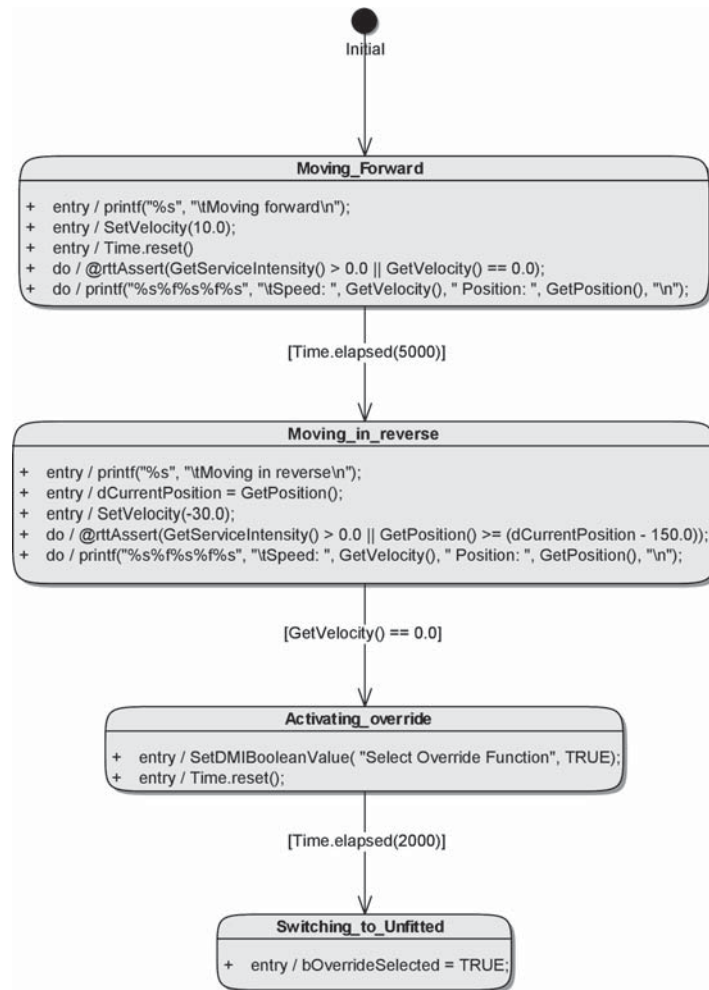 Initial
Moving_Forward
+ entry / printf("%s", "\tMoving forward\n");
+ entry / SetVelocity(10.0);
+ entry / Time.reset()
+ do / @rttAssert(GetServiceIntensity() > 0.0 || GetVelocity() == 0.0);
+ do / printf("%s%f%s%f%s", "\tSpeed: ", GetVelocity(), " Position: ", GetPosition(), "\n");
[Time.elapsed(5000)]
Moving_in_reverse
+ entry / printf("%s", "\tMoving in reverse\n");
+ entry / dCurrentPosition = GetPosition();
+ entry / SetVelocity(-30.0);
+ do / @rttAssert(GetServiceIntensity() > 0.0 || GetPosition() >= (dCurrentPosition - 150.0));
+ do / printf("%s%f%s%f%s", "\tSpeed: ", GetVelocity(), " Position: ", GetPosition(), "\n");
[GetVelocity() == 0.0]
Activating_override
+ entry / SetDMIBooleanValue( "Select Override Function", TRUE);
+ entry / Time.reset();
[Time.elapsed(2000)]
Switching_to_Unfitted
+ entry / bOverrideSelected = TRUE;